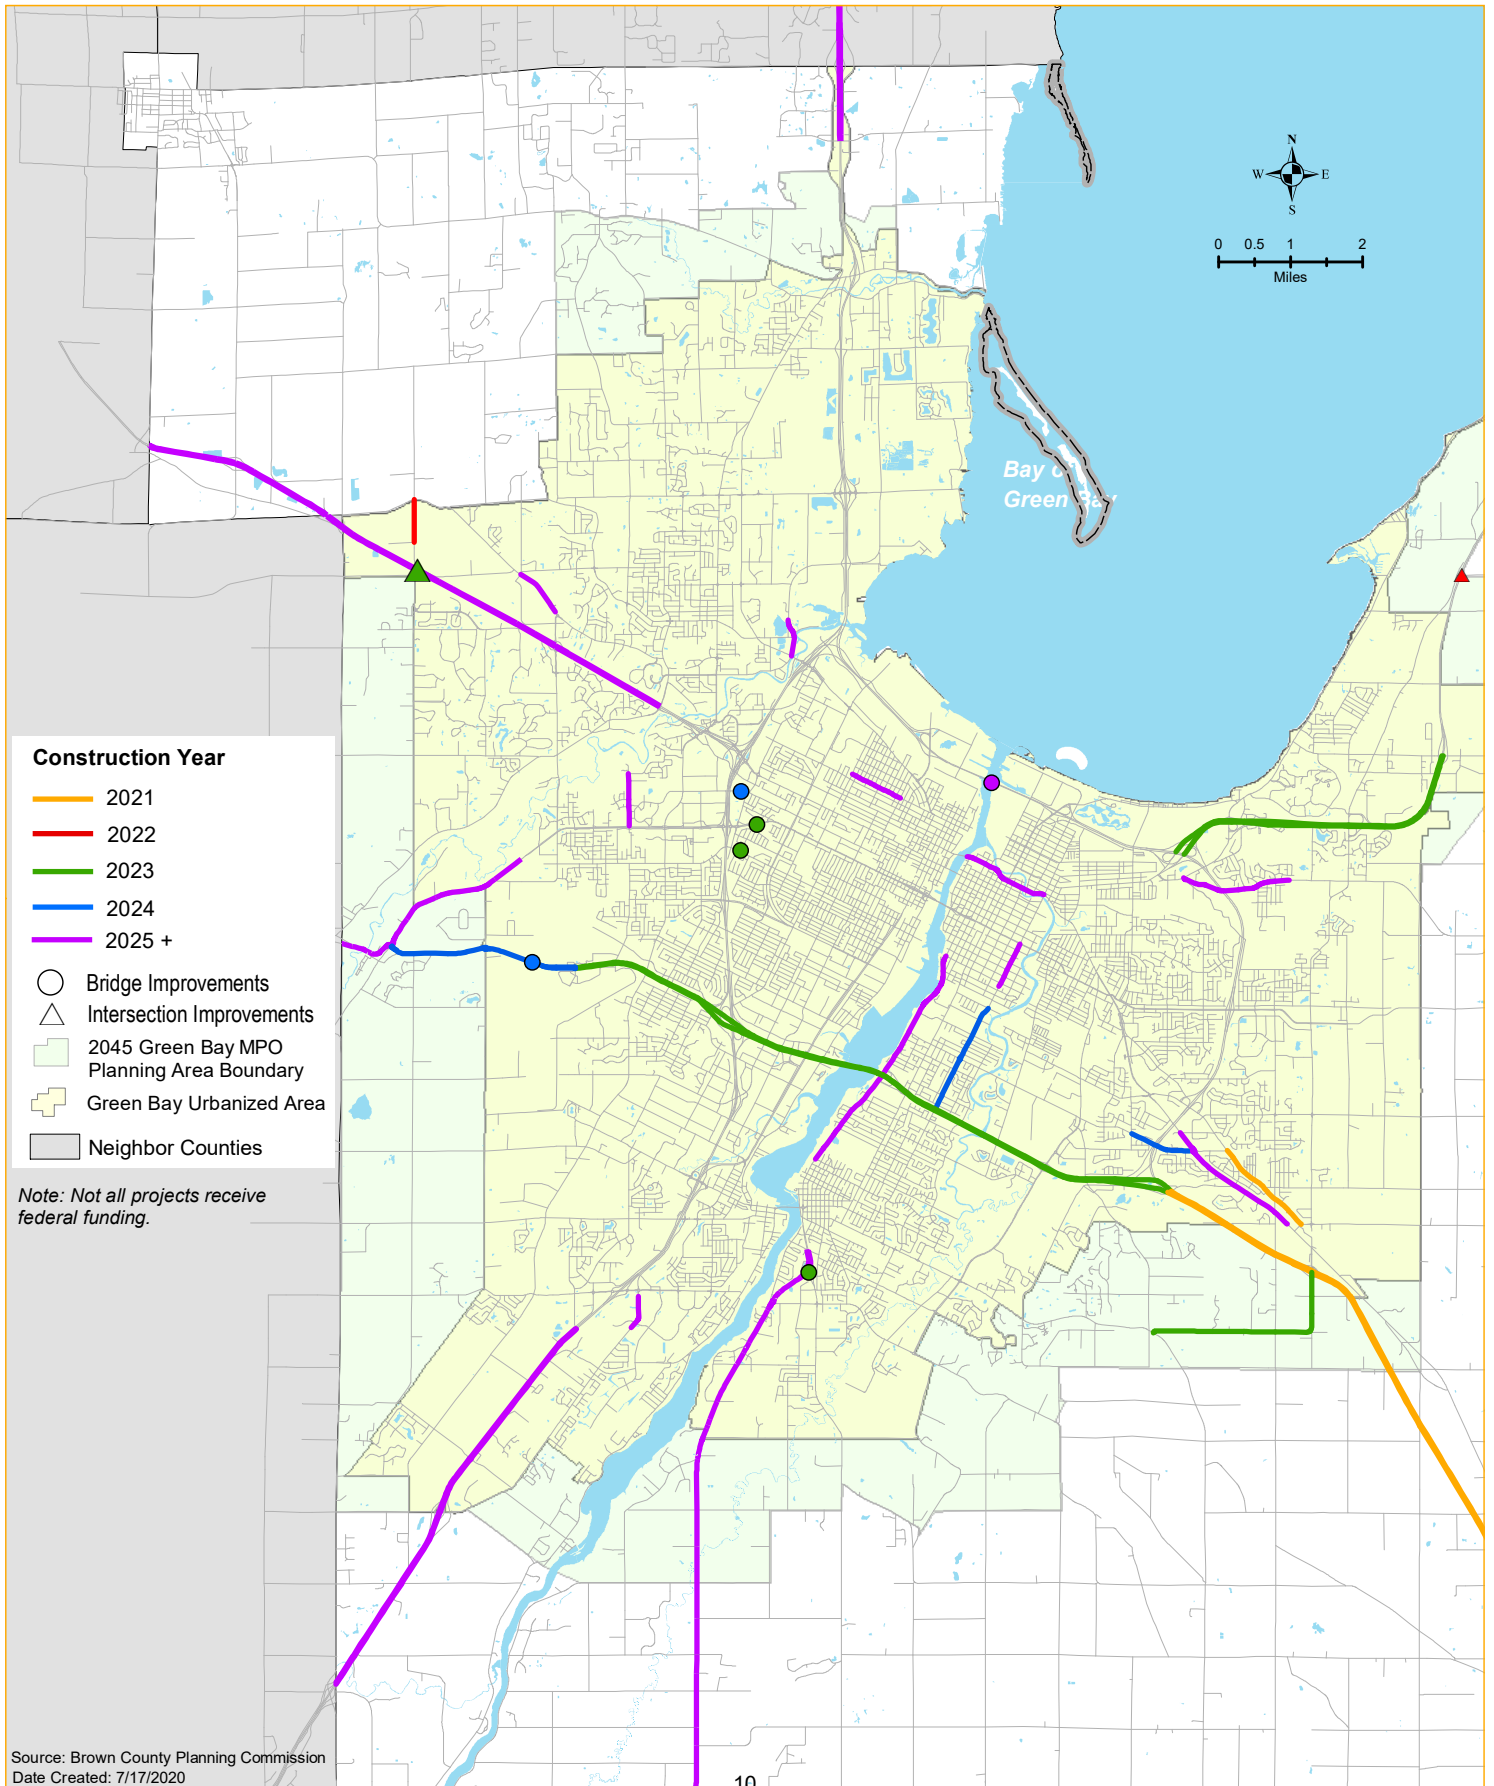 N
W E
S
0 0.5 1 2
Miles
Bay of
Green Bay
Construction Year
2021
2022
2023
2024
2025 +
Bridge Improvements
Intersection Improvements
2045 Green Bay MPO
Planning Area Boundary
Green Bay Urbanized Area
Neighbor Counties
Note: Not all projects receive
federal funding.
Source: Brown County Planning Commission
Date Created: 7/17/2020
10